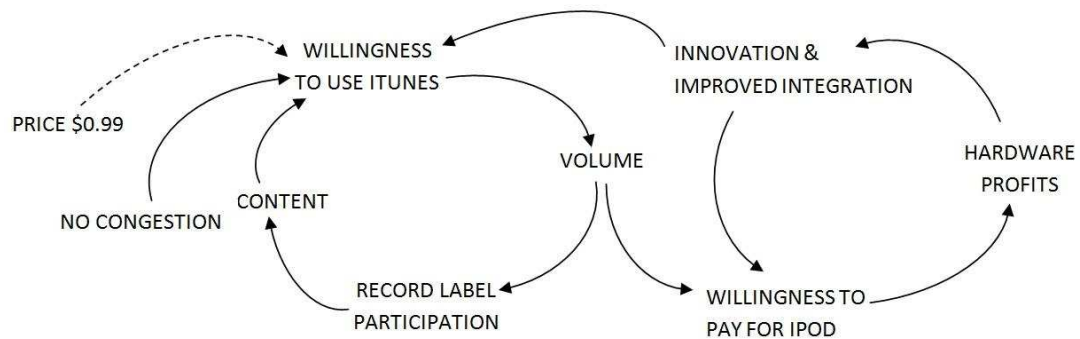 WILLINGNESS
TO USE ITUNES
INNOVATION &
IMPROVED INTEGRATION
PRICE $0.99
VOLUME
HARDWARE
PROFITS
CONTENT
NO CONGESTION
RECORD LABEL
PARTICIPATION
WILLINGNESS TO
PAY FOR IPOD